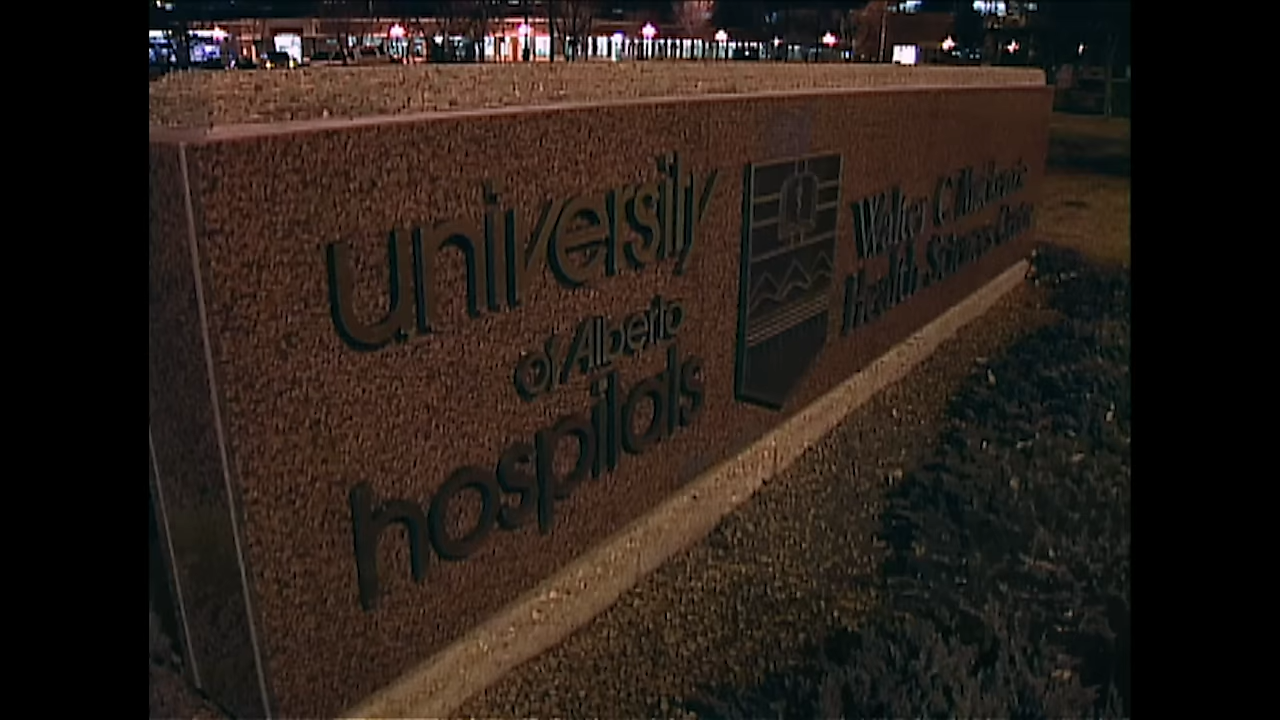 university
of Alberta
hospitals
Walter C Mackenzie
Health Sciences Centre